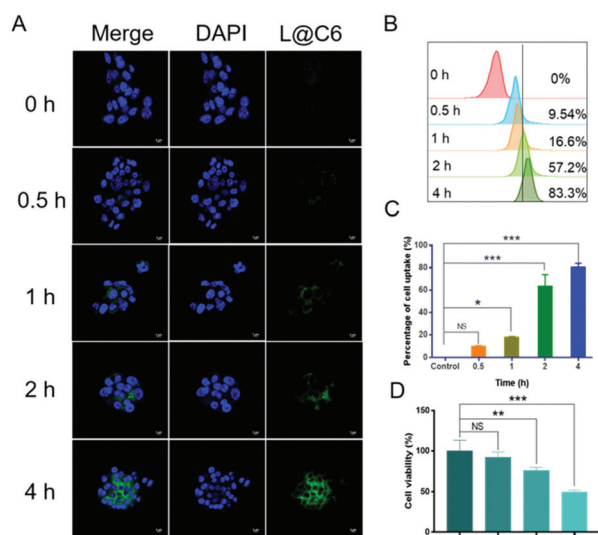 A
Merge
DAPI
L@C6
0 h
0.5 h
1 h
2 h
4 h
B
0 h
0%
0.5 h
9.54%
1 h
16.6%
2 h
57.2%
4 h
83.3%
C
Percentage of cell uptake (%)
100
80
60
40
20
0
NS
*
***
***
Control
0.5
1
2
4
Time (h)
D
Cell viability (%)
150
100
50
0
NS
**
***